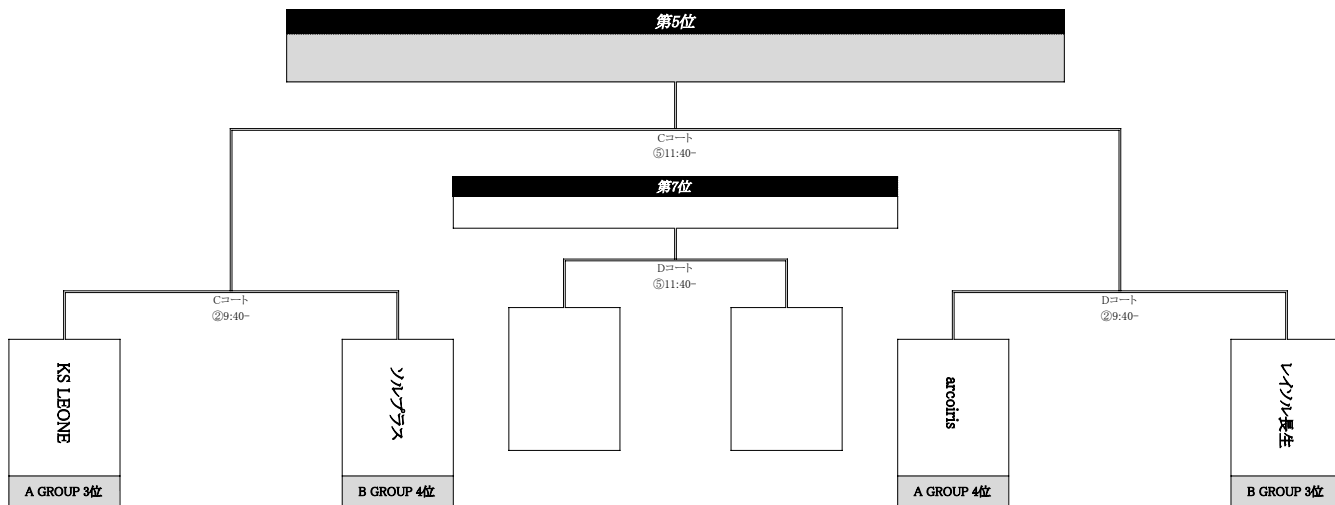 第5位
Cコート
⑤11:40-
第7位
Dコート
⑤11:40-
Cコート
②9:40-
Dコート
②9:40-
KS LEONE
ソルプラス
arcoiris
レイソル長生
A GROUP 3位
B GROUP 4位
A GROUP 4位
B GROUP 3位